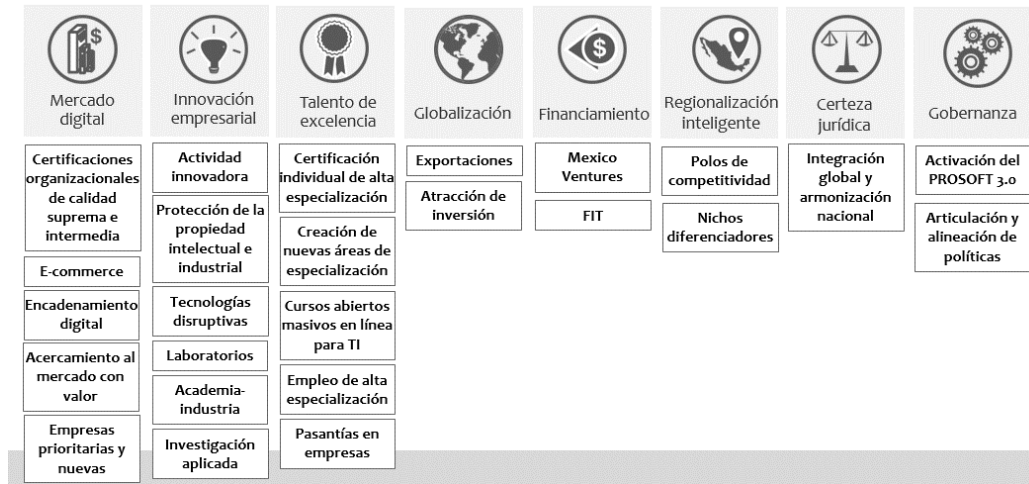 $
Mercado
digital
Certificaciones
organizacionales
de calidad
suprema e
intermedia
E-commerce
Encadenamiento
digital
Acercamiento al
mercado con
valor
Empresas
prioritarias y
nuevas
Innovación
empresarial
Actividad
innovadora
Protección de la
propiedad
intelectual e
industrial
Tecnologías
disruptivas
Laboratorios
Academia-
industria
Investigación
aplicada
Talento de
excelencia
Certificación
individual de alta
especialización
Creación de
nuevas áreas de
especialización
Cursos abiertos
masivos en línea
para TI
Empleo de alta
especialización
Pasantías en
empresas
Globalización
Exportaciones
Atracción de
inversión
$
Financiamiento
Mexico
Ventures
FIT
Regionalización
inteligente
Polos de
competitividad
Nichos
diferenciadores
Certeza
jurídica
Integración
global y
armonización
nacional
Gobernanza
Activación del
PROSOFT 3.0
Articulación y
alineación de
políticas